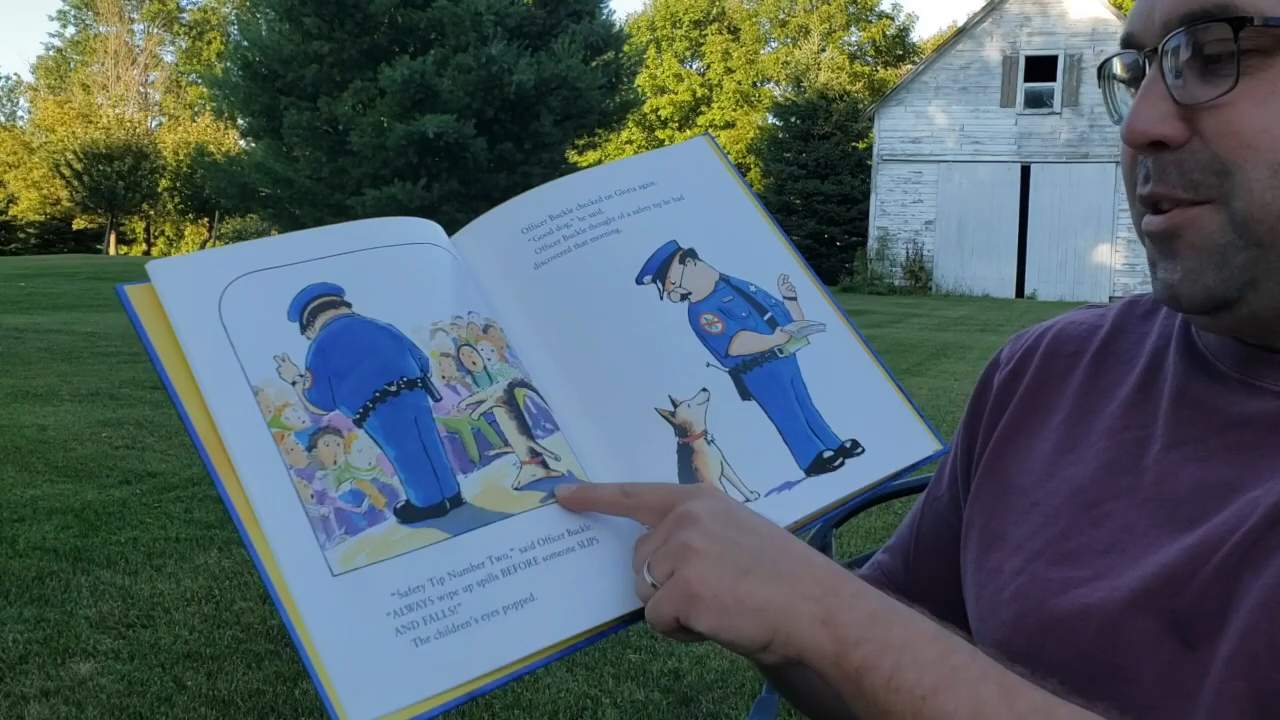 "Safety Tip Number Two," said Officer Buckle.
"ALWAYS wipe up spills BEFORE someone SLIPS
AND FALLS!"
The children's eyes popped.
Officer Buckle checked on Gloria again.
"Good dog," he said.
Officer Buckle thought of a safety tip he had
discovered that morning.